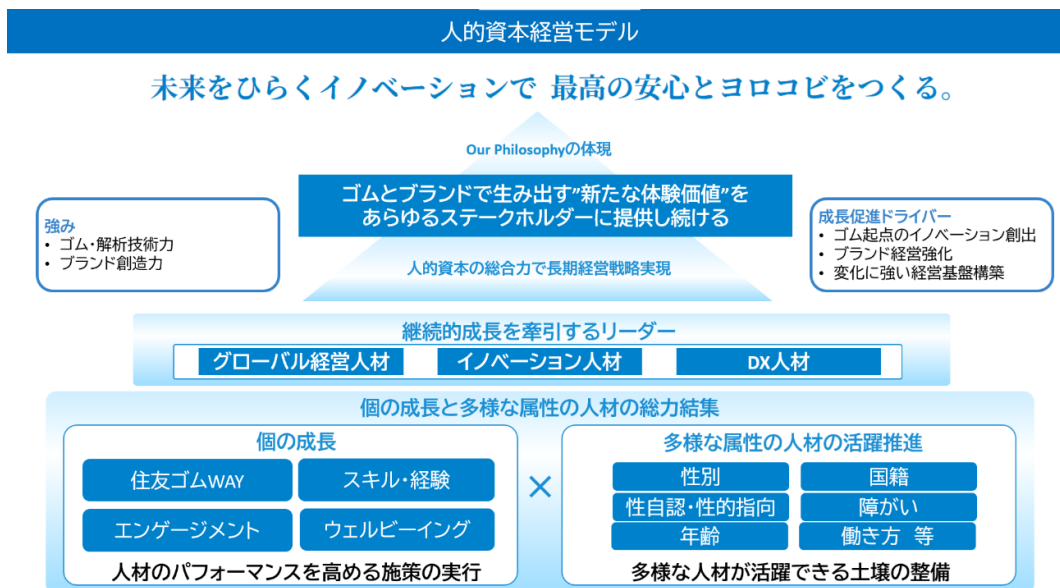 人的資本経営モデル
未来をひらくイノベーションで 最高の安心とヨロコビをつくる。
Our Philosophyの体現
ゴムとブランドで生み出す”新たな体験価値”を
あらゆるステークホルダーに提供し続ける
強み
• ゴム・解析技術力
• ブランド創造力
成長促進ドライバー
• ゴム起点のイノベーション創出
• ブランド経営強化
• 変化に強い経営基盤構築
人的資本の総合力で長期経営戦略実現
継続的成長を牽引するリーダー
グローバル経営人材 イノベーション人材 DX人材
個の成長と多様な属性の人材の総力結集
個の成長
住友ゴムWAY スキル・経験
エンゲージメント ウェルビーイング
人材のパフォーマンスを高める施策の実行
×
多様な属性の人材の活躍推進
性別 国籍
性自認・性的指向 障がい
年齢 働き方 等
多様な人材が活躍できる土壌の整備